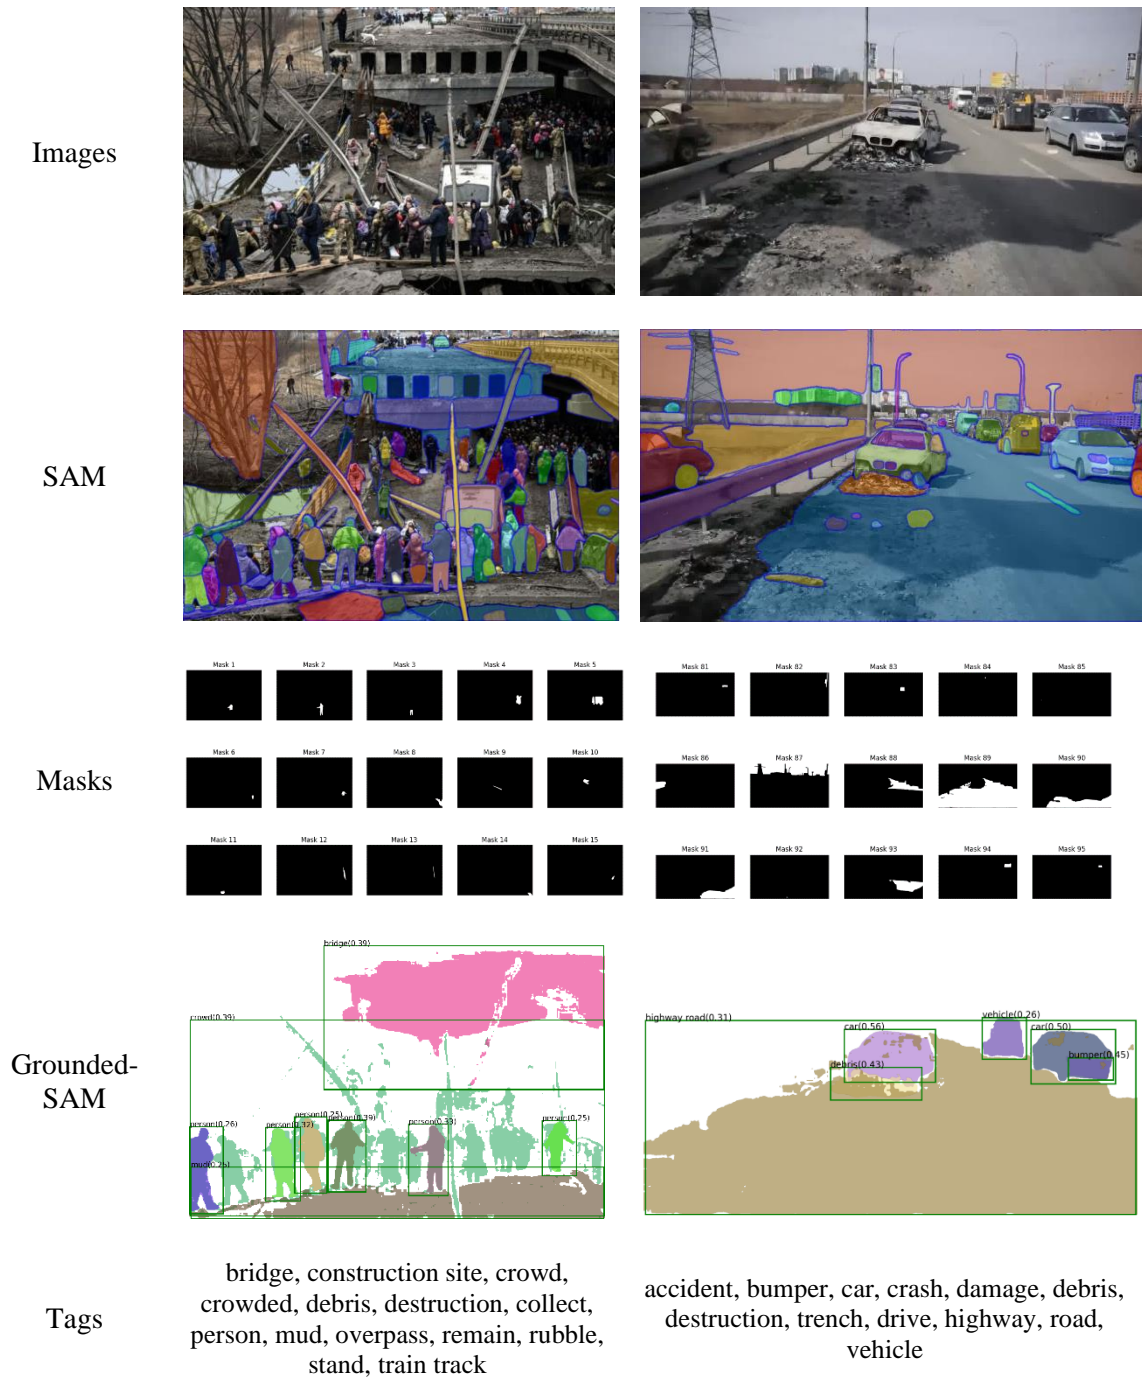 Images
SAM
Mask 1 Mask 2 Mask 3 Mask 4 Mask 5
Mask 6 Mask 7 Mask 8 Mask 9 Mask 10
Mask 11 Mask 12 Mask 13 Mask 14 Mask 15
Mask 81 Mask 82 Mask 83 Mask 84 Mask 85
Mask 86 Mask 87 Mask 88 Mask 89 Mask 90
Mask 91 Mask 92 Mask 93 Mask 94 Mask 95
Masks
Grounded-
SAM
bridge(0.39)
crowd(0.39)
person(0.25)
person(0.26)
person(0.39)
person(0.33)
person(0.25)
highway road(0.31)
vehicle(0.26)
car(0.56)
car(0.50)
bumper(0.45)
debris(0.43)
Tags
bridge, construction site, crowd,
crowded, debris, destruction, collect,
person, mud, overpass, remain, rubble,
stand, train track
accident, bumper, car, crash, damage, debris,
destruction, trench, drive, highway, road,
vehicle